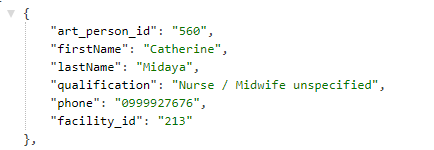 {
"art_person_id": "560",
"firstName": "Catherine",
"lastName": "Midaya",
"qualification": "Nurse / Midwife unspecified",
"phone": "0999927676",
"facility_id": "213"
},